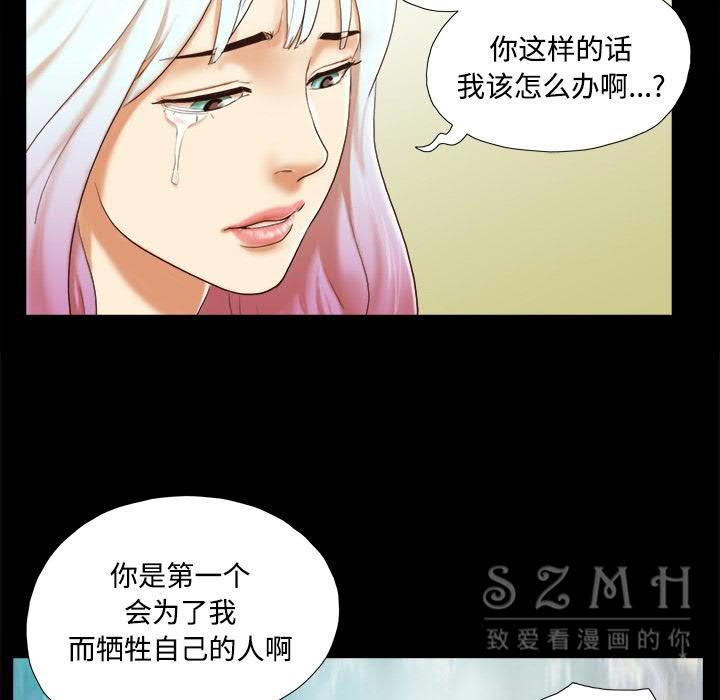 你这样的话
我该怎么办啊...?
你是第一个
会为了我
而牺牲自己的人啊
SZMH
致爱看漫画的你